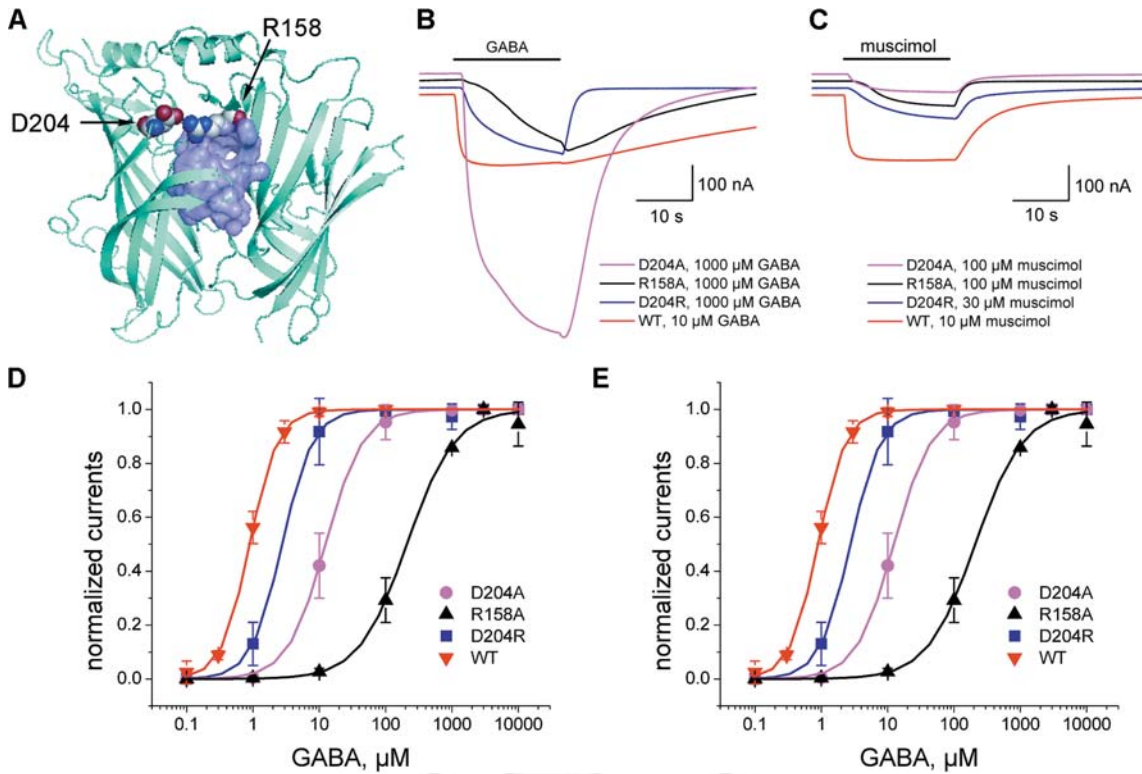 A
R158
D204
B
GABA
100 nA
10 s
D204A, 1000 µM GABA
R158A, 1000 µM GABA
D204R, 1000 µM GABA
WT, 10 µM GABA
C
muscimol
100 nA
10 s
D204A, 100 µM muscimol
R158A, 100 µM muscimol
D204R, 30 µM muscimol
WT, 10 µM muscimol
D
normalized currents
1.0
0.8
0.6
0.4
0.2
0.0
D204A
R158A
D204R
WT
0.1 1 10 100 1000 10000
GABA, µM
E
normalized currents
1.0
0.8
0.6
0.4
0.2
0.0
D204A
R158A
D204R
WT
0.1 1 10 100 1000 10000
GABA, µM